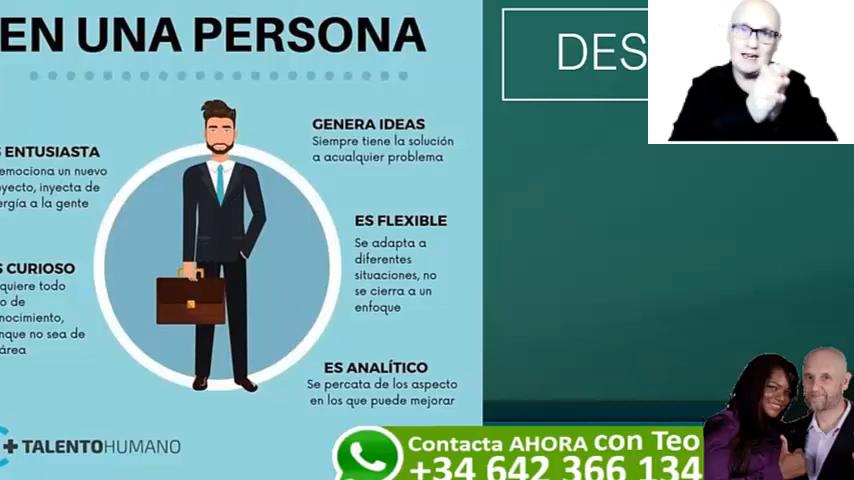 EN UNA PERSONA
DES
GENERA IDEAS
Siempre tiene la solución
a acualquier problema
ENTUSIASTA
emociona un nuevo
yecto, inyecta de
ergía a la gente
ES FLEXIBLE
Se adapta a
diferentes
situaciones, no
se cierra a un
enfoque
CURIOSO
quiere todo
o de
nocimiento,
nque no sea de
área
ES ANALÍTICO
Se percata de los aspecto
en los que puede mejorar
+TALENTOHUMANO
Contacta AHORA con Teo
+34 642 366 134